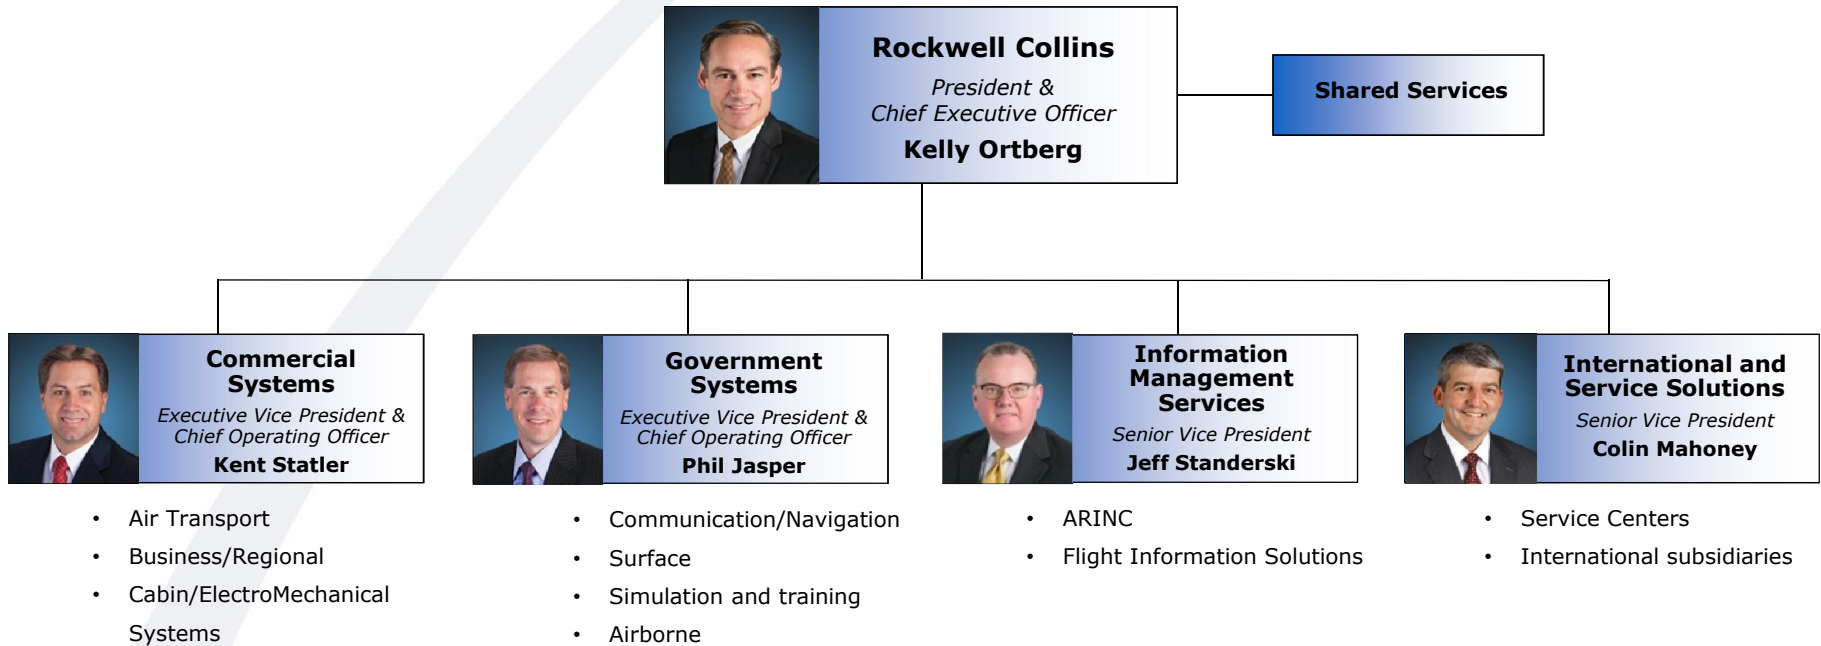 Rockwell Collins
President &
Chief Executive Officer
Kelly Ortberg
Shared Services
Commercial
Systems
Executive Vice President &
Chief Operating Officer
Kent Statler
• Air Transport
• Business/Regional
• Cabin/ElectroMechanical
Systems
Government
Systems
Executive Vice President &
Chief Operating Officer
Phil Jasper
• Communication/Navigation
• Surface
• Simulation and training
• Airborne
Information
Management
Services
Senior Vice President
Jeff Standerski
• ARINC
• Flight Information Solutions
International and
Service Solutions
Senior Vice President
Colin Mahoney
• Service Centers
• International subsidiaries